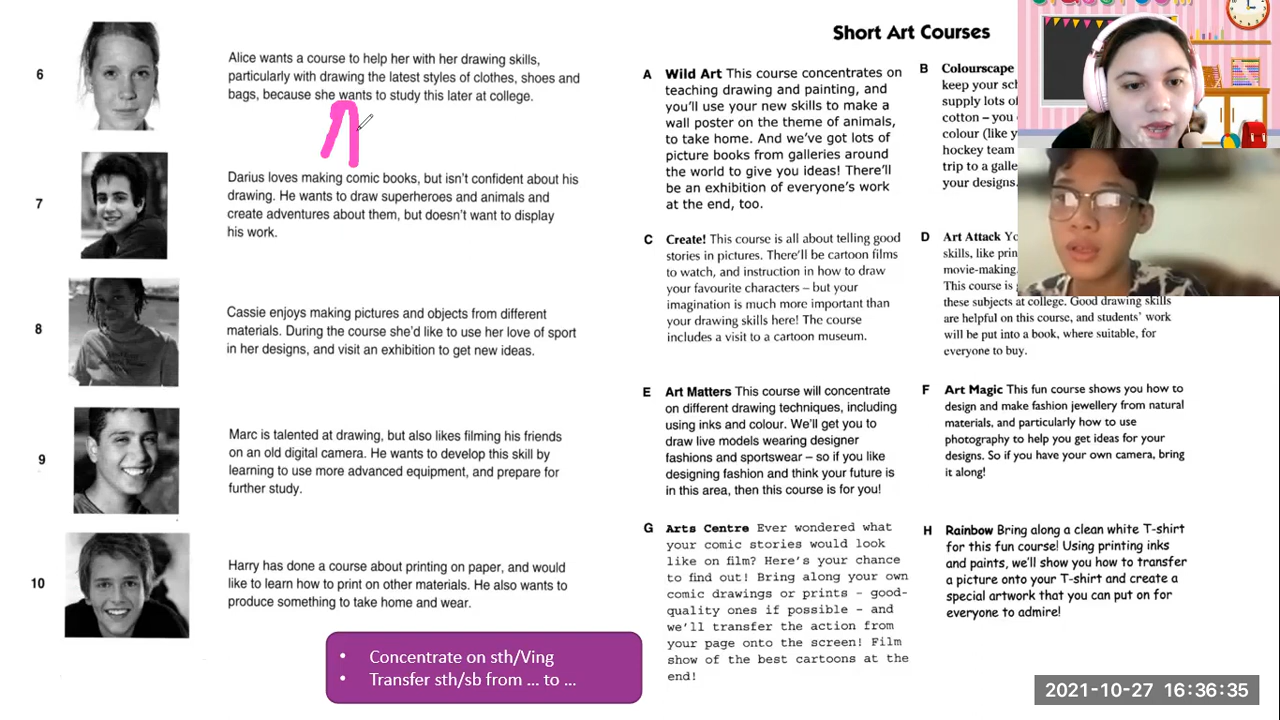 6
Alice wants a course to help her with her drawing skills,
particularly with drawing the latest styles of clothes, shoes and
bags, because she wants to study this later at college.
7
Darius loves making comic books, but isn't confident about his
drawing. He wants to draw superheroes and animals and
create adventures about them, but doesn't want to display
his work.
8
Cassie enjoys making pictures and objects from different
materials. During the course she'd like to use her love of sport
in her designs, and visit an exhibition to get new ideas.
9
Marc is talented at drawing, but also likes filming his friends
on an old digital camera. He wants to develop this skill by
learning to use more advanced equipment, and prepare for
further study.
10
Harry has done a course about printing on paper, and would
like to learn how to print on other materials. He also wants to
produce something to take home and wear.
• Concentrate on sth/Ving
• Transfer sth/sb from ... to ...
Short Art Courses
A Wild Art This course concentrates on
teaching drawing and painting, and
you'll use your new skills to make a
wall poster on the theme of animals,
to take home. And we've got lots of
picture books from galleries around
the world to give you ideas! There'll
be an exhibition of everyone's work
at the end, too.
B Colourscape
keep your
supply lots of
cotton – you
colour (like
hockey team
trip to a
your designs.
C Create! This course is all about telling good
stories in pictures. There'll be cartoon films
to watch, and instruction in how to draw
your favourite characters – but your
imagination is much more important than
your drawing skills here! The course
includes a visit to a cartoon museum.
D Art Attack
skills, like
movie-making.
This course is
these subjects at college. Good drawing skills
are helpful on this course, and students' work
will be put into a book, where suitable, for
everyone to buy.
E Art Matters This course will concentrate
on different drawing techniques, including
using inks and colour. We'll get you to
draw live models wearing designer
fashions and sportswear – so if you like
designing fashion and think your future is
in this area, then this course is for you!
F Art Magic This fun course shows you how to
design and make fashion jewellery from natural
materials, and particularly how to use
photography to help you get ideas for your
designs. So if you have your own camera, bring
it along!
G Arts Centre Ever wondered what
your comic stories would look
like on film? Here's your chance
to find out! Bring along your own
comic drawings or prints – good-
quality ones if possible – and
we'll transfer the action from
your page onto the screen! Film
show of the best cartoons at the
end!
H Rainbow Bring along a clean white T-shirt
for this fun course! Using printing inks
and paints, we'll show you how to transfer
a picture onto your T-shirt and create a
special artwork that you can put on for
everyone to admire!
2021-10-27 16:36:35